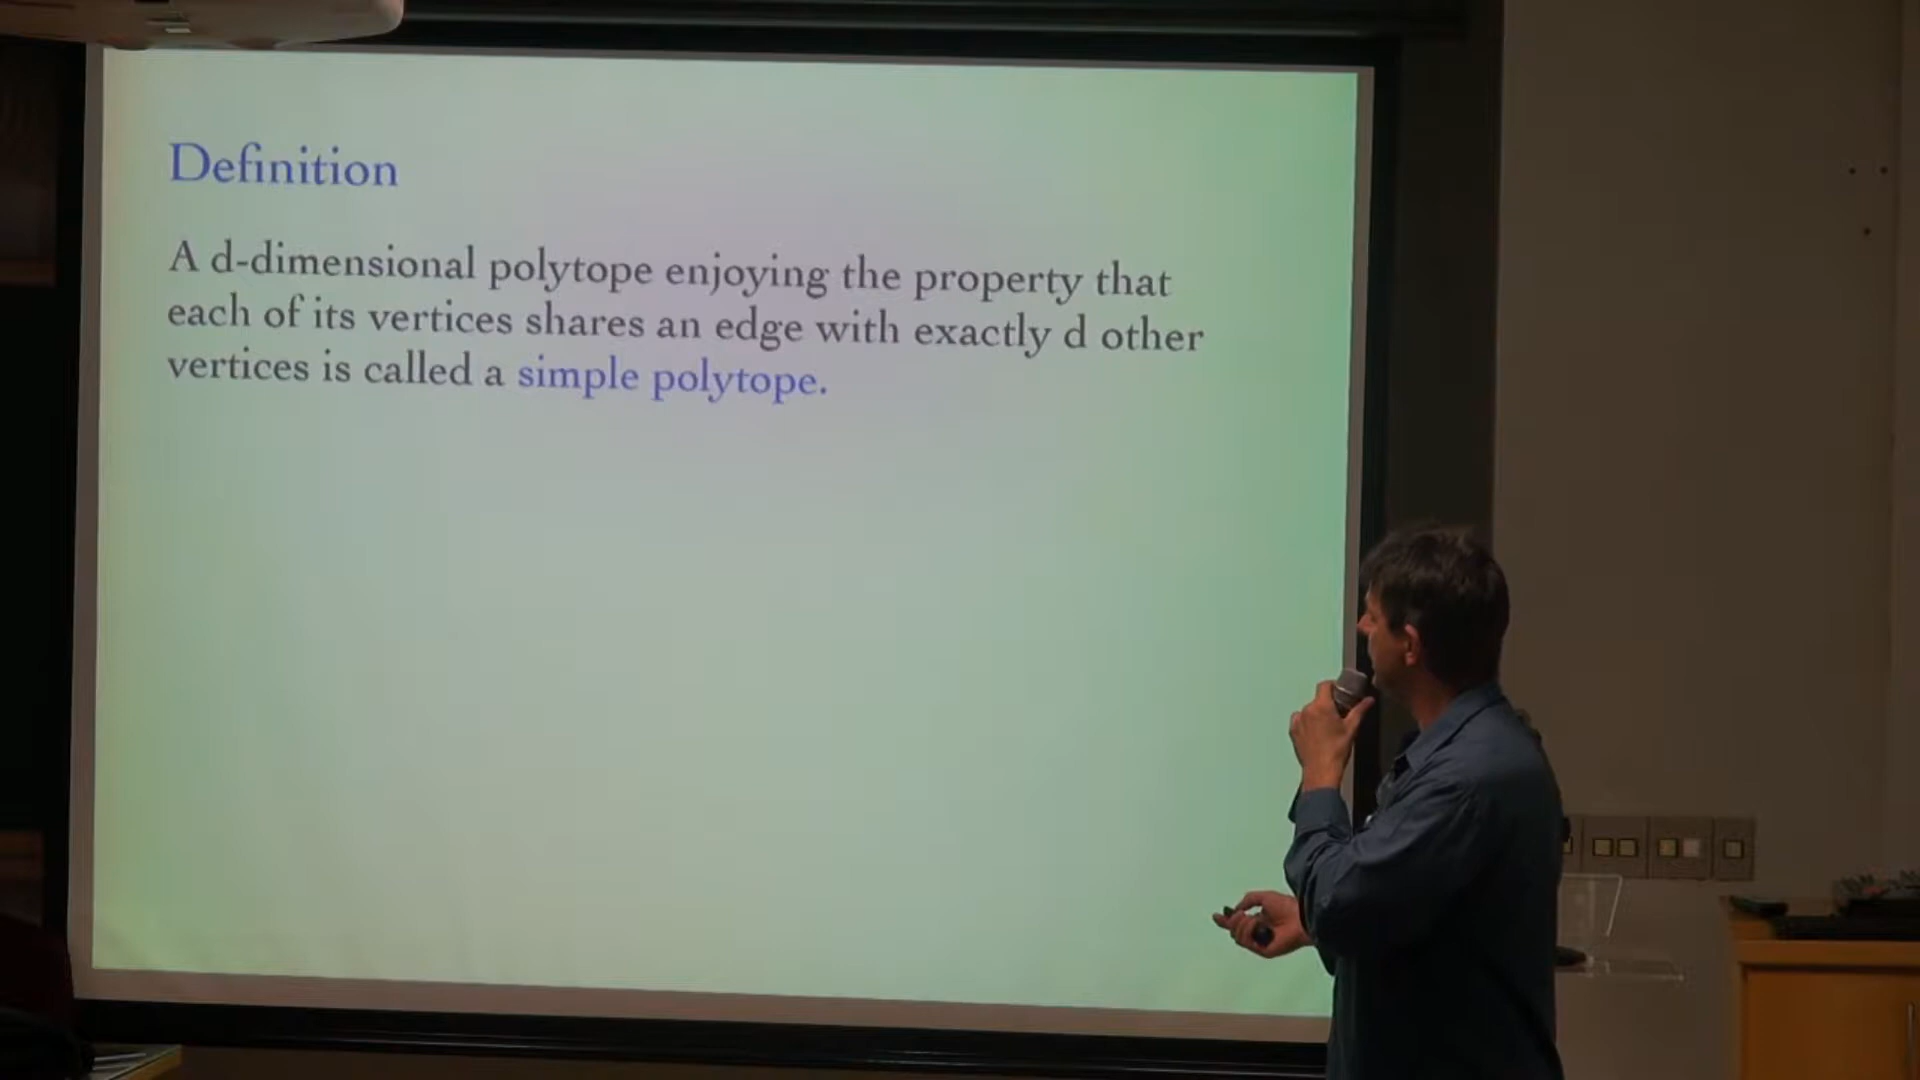 Definition
A d-dimensional polytope enjoying the property that
each of its vertices shares an edge with exactly d other
vertices is called a simple polytope.